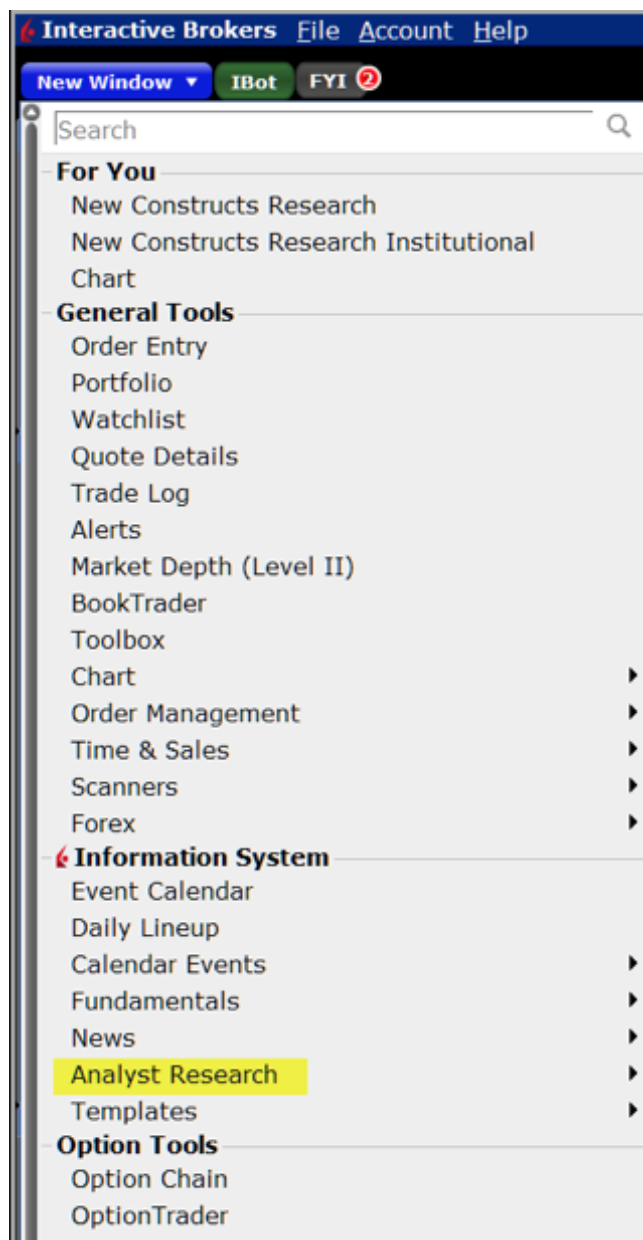 Interactive Brokers File Account Help
New Window IBot FYI 2
Search
For You
New Constructs Research
New Constructs Research Institutional
Chart
General Tools
Order Entry
Portfolio
Watchlist
Quote Details
Trade Log
Alerts
Market Depth (Level II)
BookTrader
Toolbox
Chart
Order Management
Time & Sales
Scanners
Forex
Information System
Event Calendar
Daily Lineup
Calendar Events
Fundamentals
News
Analyst Research
Templates
Option Tools
Option Chain
OptionTrader